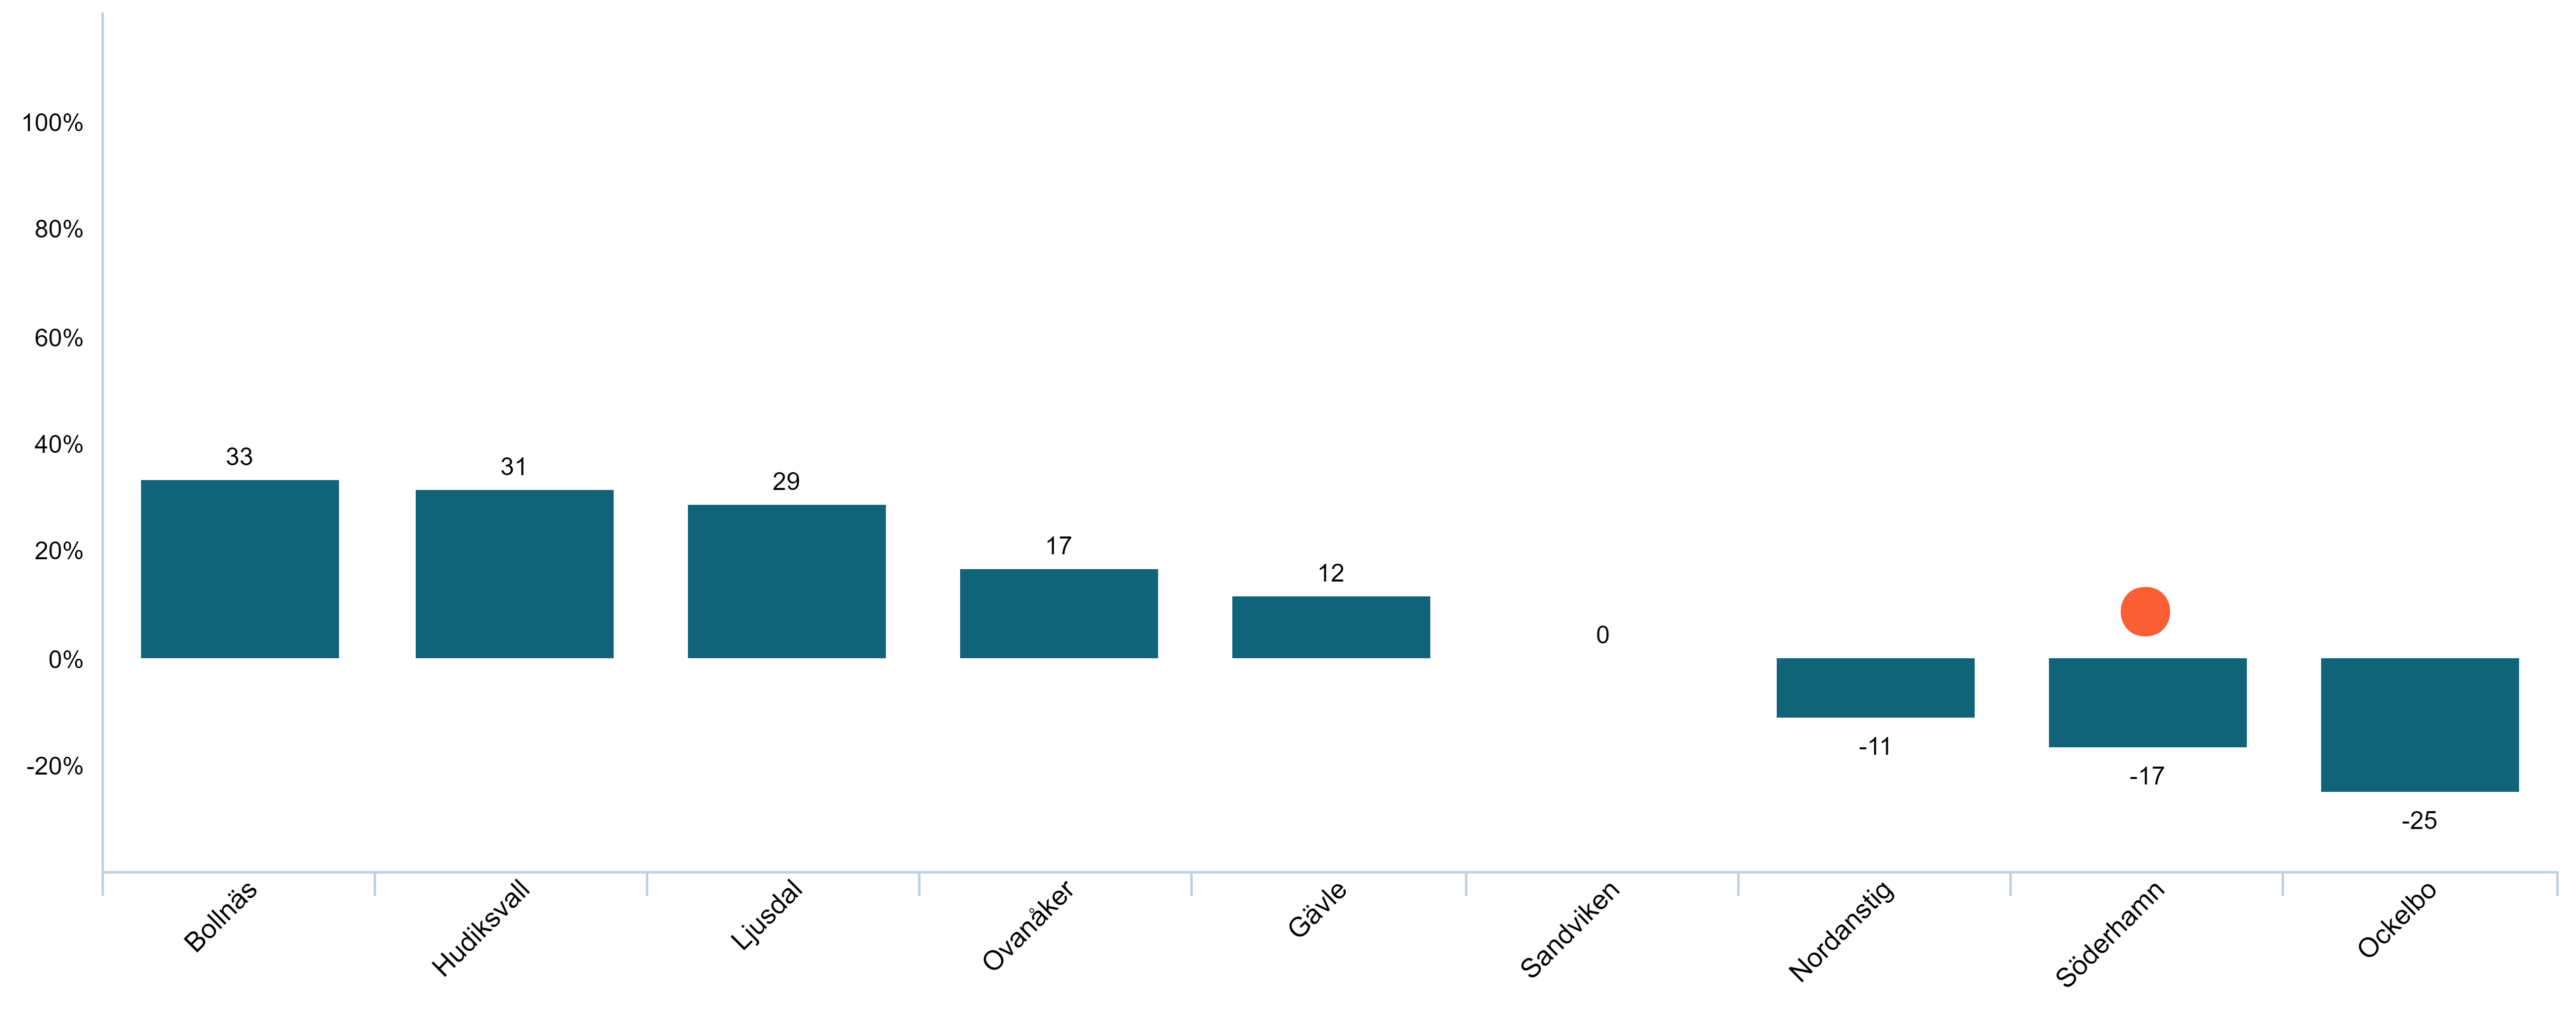 100%
80%
60%
40%
20%
0%
-20%
33
31
29
17
12
0
-11
-17
-25
Bollnäs
Hudiksvall
Ljusdal
Ovanåker
Gävle
Sandviken
Nordanstig
Söderhamn
Ockelbo